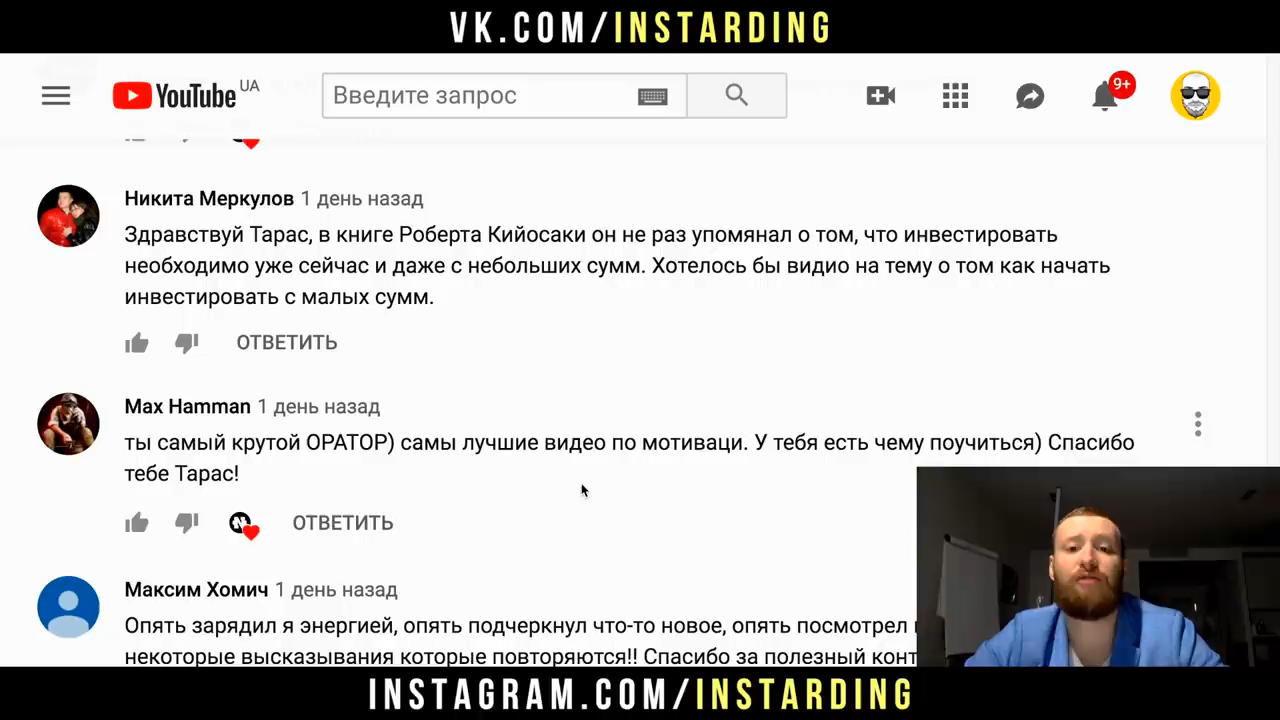 VK.COM/INSTARDING
YouTube UA
Введите запрос
9+
Никита Меркулов 1 день назад
Здравствуй Тарас, в книге Роберта Кийосаки он не раз упомянал о том, что инвестировать
необходимо уже сейчас и даже с небольших сумм. Хотелось бы видио на тему о том как начать
инвестировать с малых сумм.
ОТВЕТИТЬ
Max Hamman 1 день назад
ты самый крутой ОРАТОР) самы лучшие видео по мотиваци. У тебя есть чему поучиться) Спасибо
тебе Тарас!
N
ОТВЕТИТЬ
Максим Хомич 1 день назад
Опять зарядил я энергией, опять подчеркнул что-то новое, опять посмотрел
некоторые высказывания которые повторяются!! Спасибо за полезный конт
INSTAGRAM.COM/INSTARDING